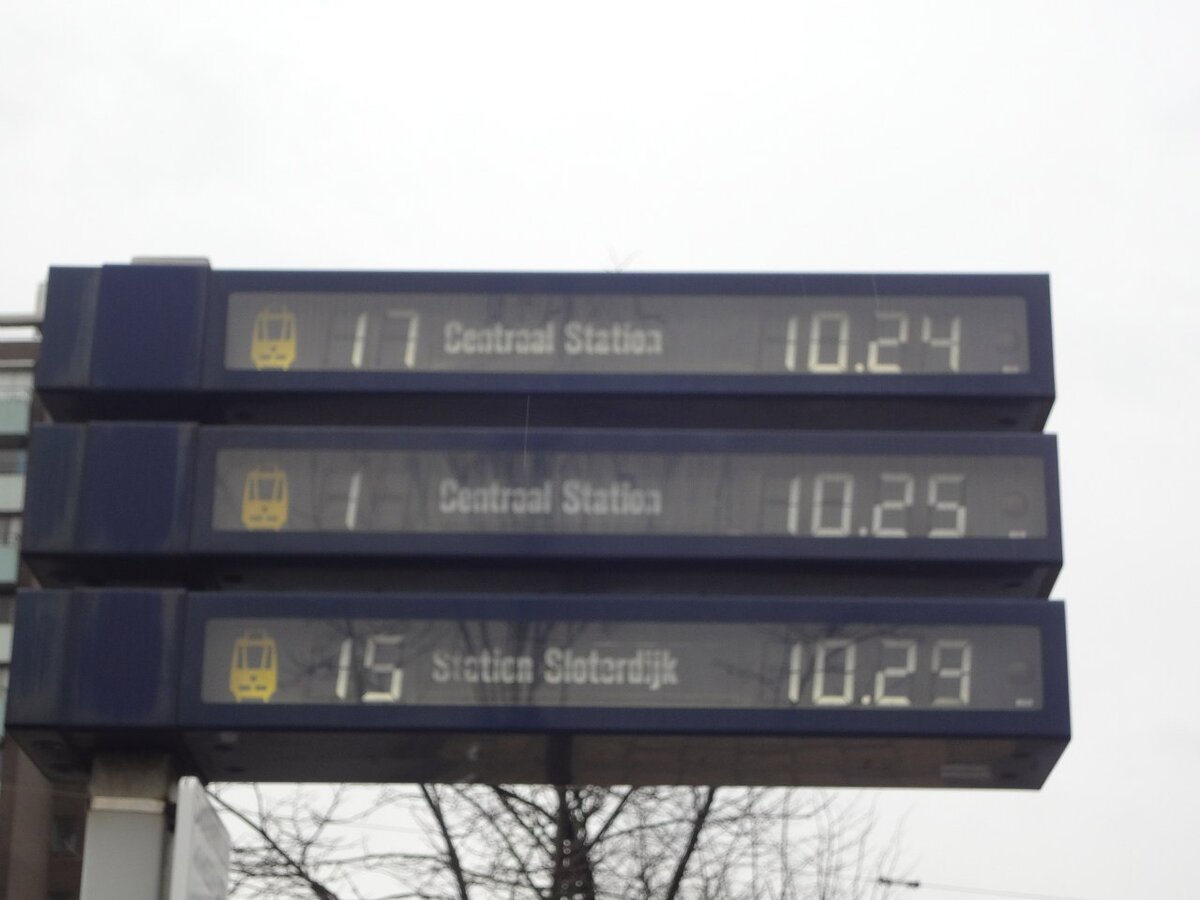 17 Centraal Station 10.24
1 Centraal Station 10.25
15 Station Sloterdijk 10.29